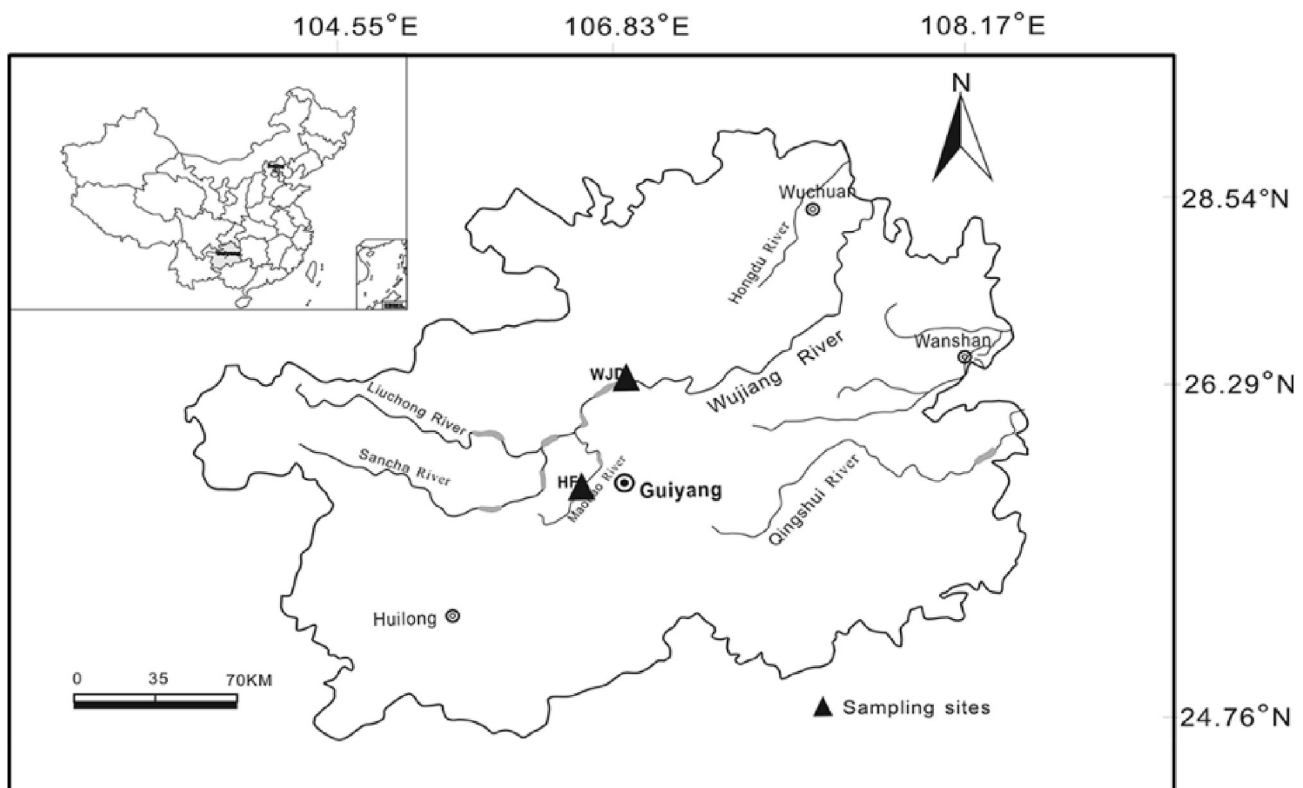 104.55°E
106.83°E
108.17°E
N
28.54°N
Wuchuan
Hongdu River
Wanshan
26.29°N
WJD
Wujiang River
Liuchong River
Sancha River
HF
River
Guiyang
Qingshui River
Huilong
0 35 70KM
Sampling sites
24.76°N